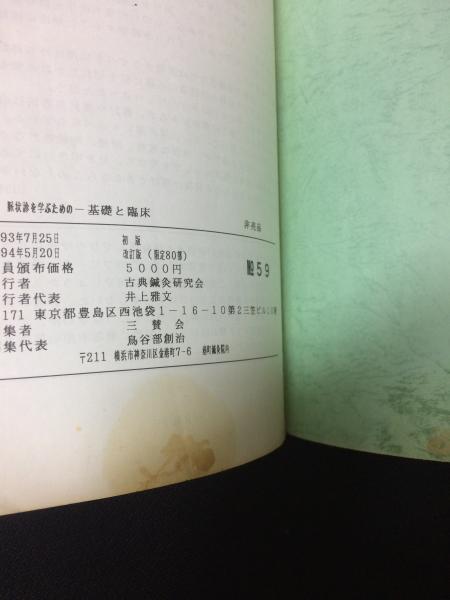 脈状診を学ぶための―基礎と臨床
非売品
93年7月25日 初版
94年5月20日 改訂版(限定80部)
員頒布価格 5000円
№59
行者 古典鍼灸研究会
行者代表 井上雅文
171 東京都豊島区西池袋1-16-10第2三笠ビル
集者 三賛会
集代表 鳥谷部創治
〒211 横浜市神奈川区金港町7-6 港町鍼灸院内